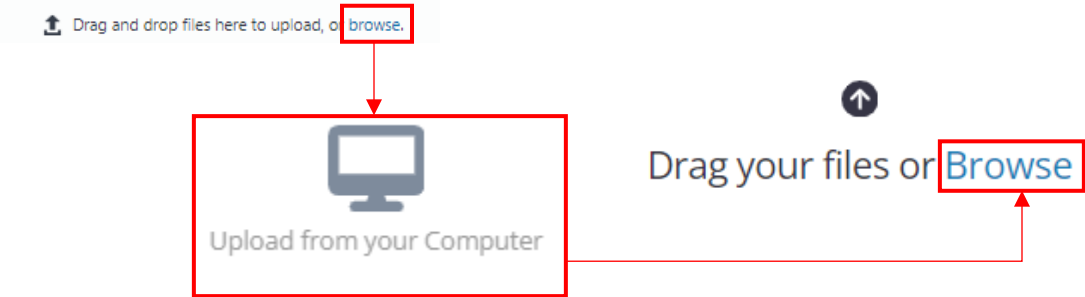 Drag and drop files here to upload, or browse.
Upload from your Computer
Drag your files or Browse